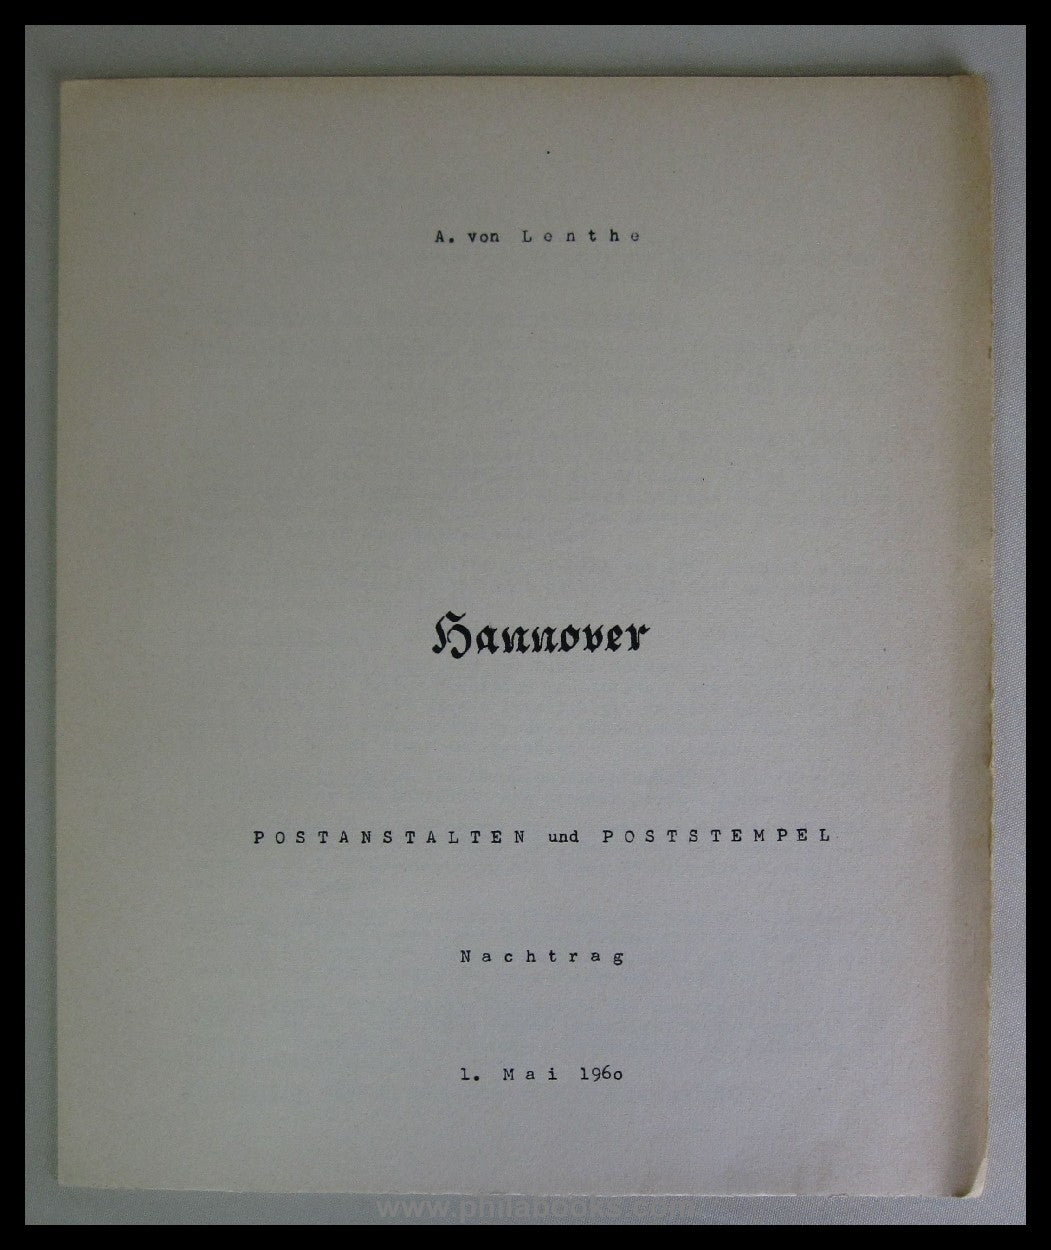 A. von Lenthe
Hannover
POSTANSTALTEN und POSTSTEMPEL
Nachtrag
1. Mai 1960
www.philabooks.com